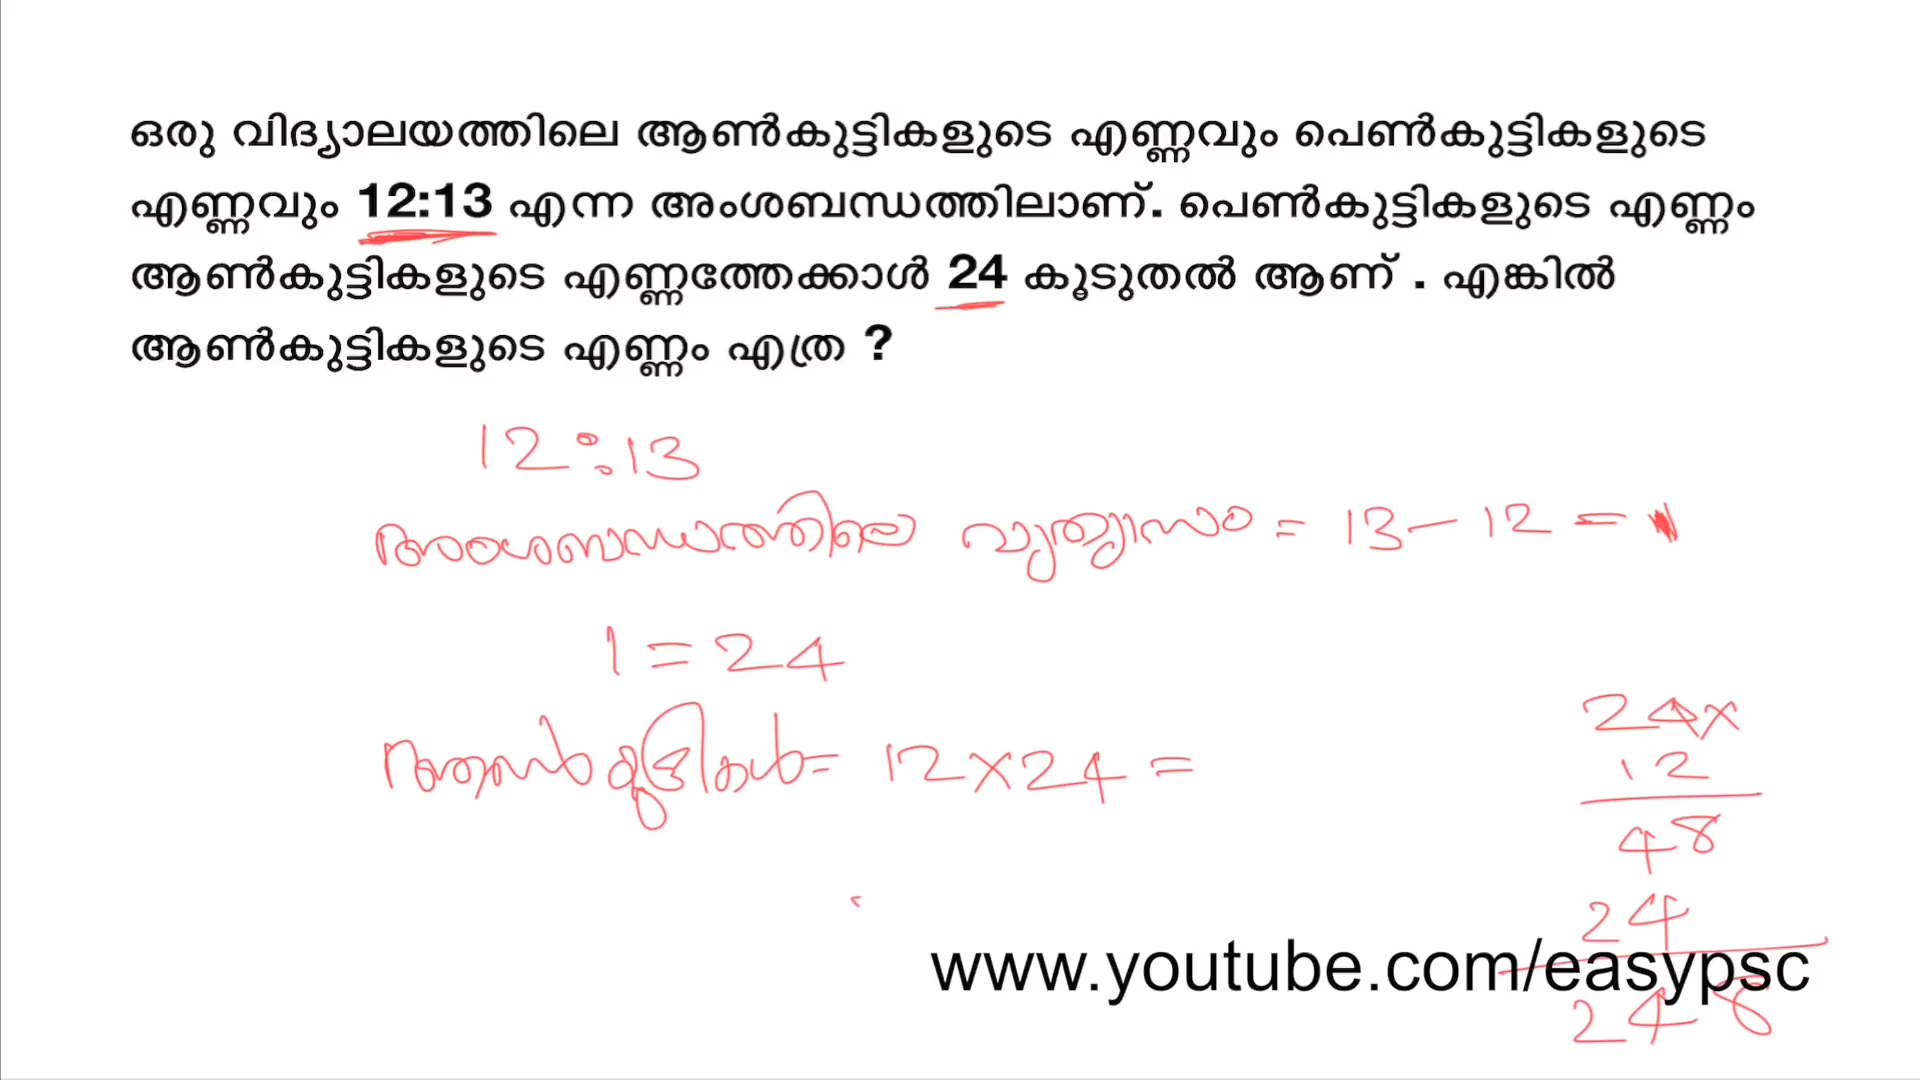 ഒരു വിദ്യാലയത്തിലെ ആൺകുട്ടികളുടെ എണ്ണവും പെൺകുട്ടികളുടെ
എണ്ണവും 12:13 എന്ന അംശബന്ധത്തിലാണ്. പെൺകുട്ടികളുടെ എണ്ണം
ആൺകുട്ടികളുടെ എണ്ണത്തേക്കാൾ 24 കൂടുതൽ ആണ് . എങ്കിൽ
ആൺകുട്ടികളുടെ എണ്ണം എത്ര ?
12:13
അംശബന്ധത്തിലെ വ്യത്യാസം = 13 - 12 = 1
1 = 24
ആൺകുട്ടികൾ = 12 x 24 =
24 x
12
48
24
248
www.youtube.com/easypsc